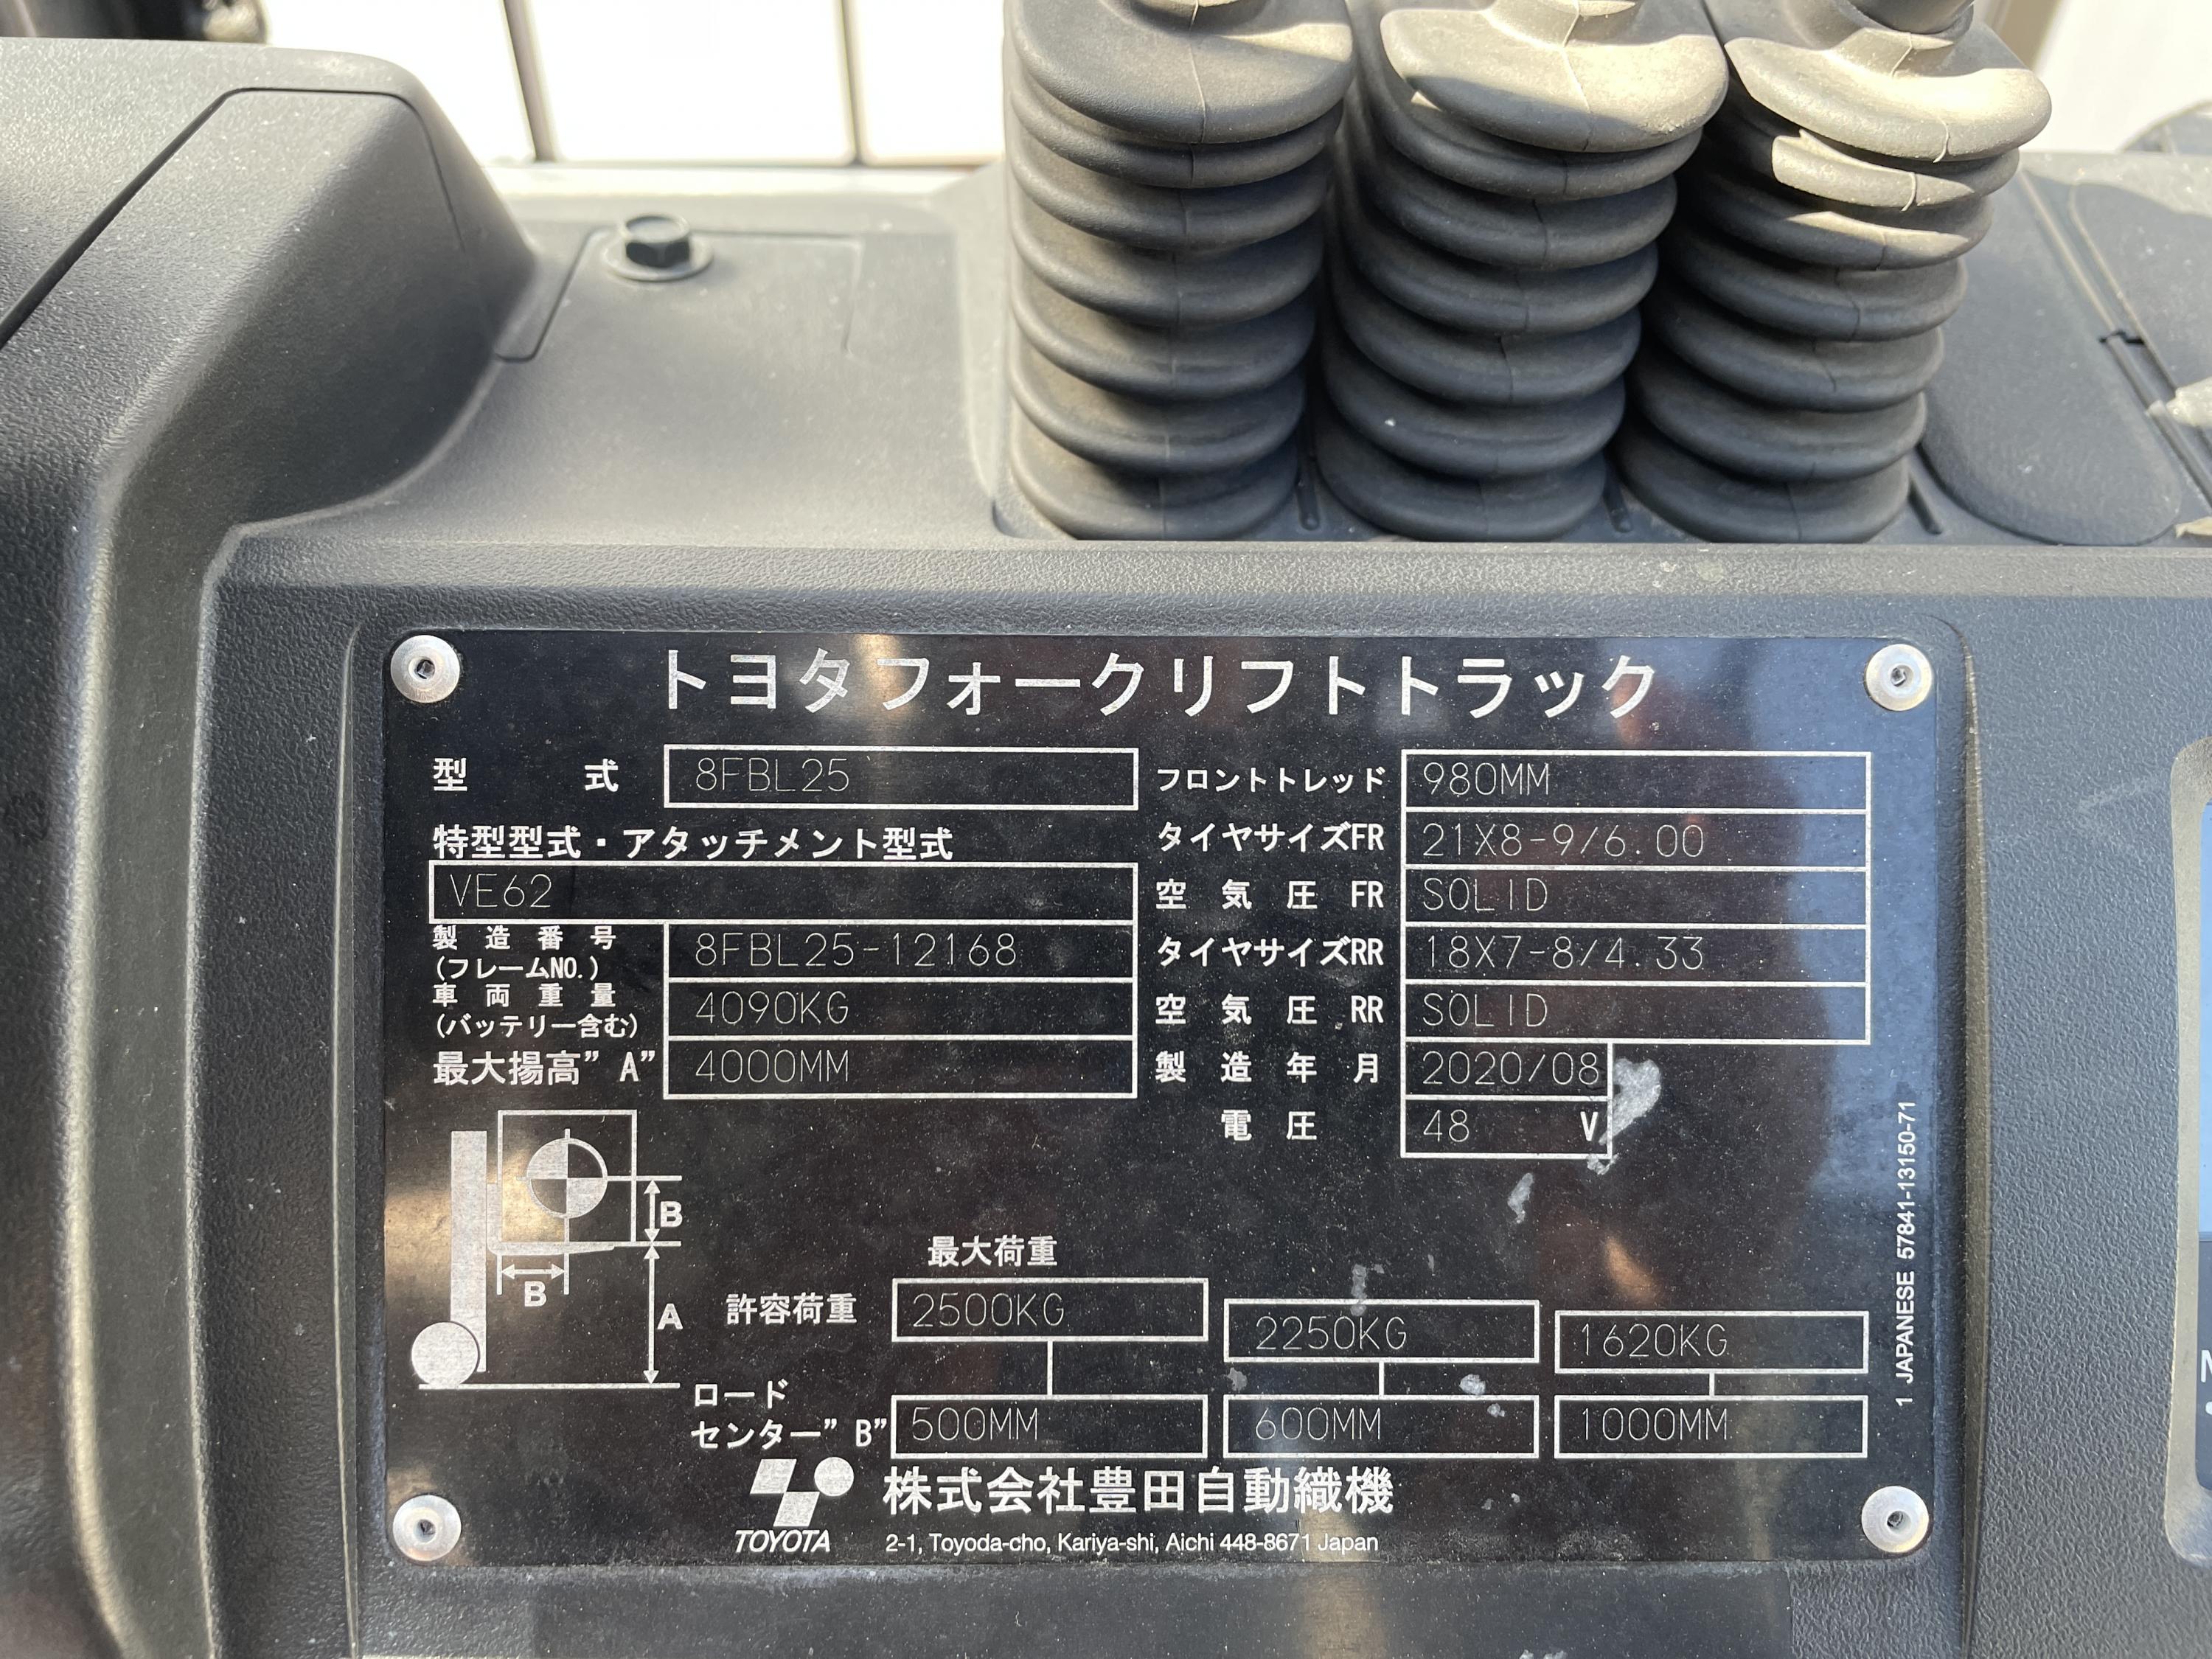 トヨタフォークリフトトラック
型 式 8FBL25
特型型式・アタッチメント型式
VE62
製造番号
(フレームNO.)
8FBL25-12168
車両重量
(バッテリー含む)
4090KG
最大揚高”A” 4000MM
フロントトレッド 980MM
タイヤサイズFR 21X8-9/6.00
空気圧 FR SOLID
タイヤサイズRR 18X7-8/4.33
空気圧 RR SOLID
製造年月 2020/08
電圧 48 V
B
B
A
最大荷重
許容荷重 2500KG 2250KG 1620KG
ロード
センター”B” 500MM 600MM 1000MM
TOYOTA
株式会社豊田自動織機
2-1, Toyoda-cho, Kariya-shi, Aichi 448-8671 Japan
1 JAPANESE 57841-13150-71